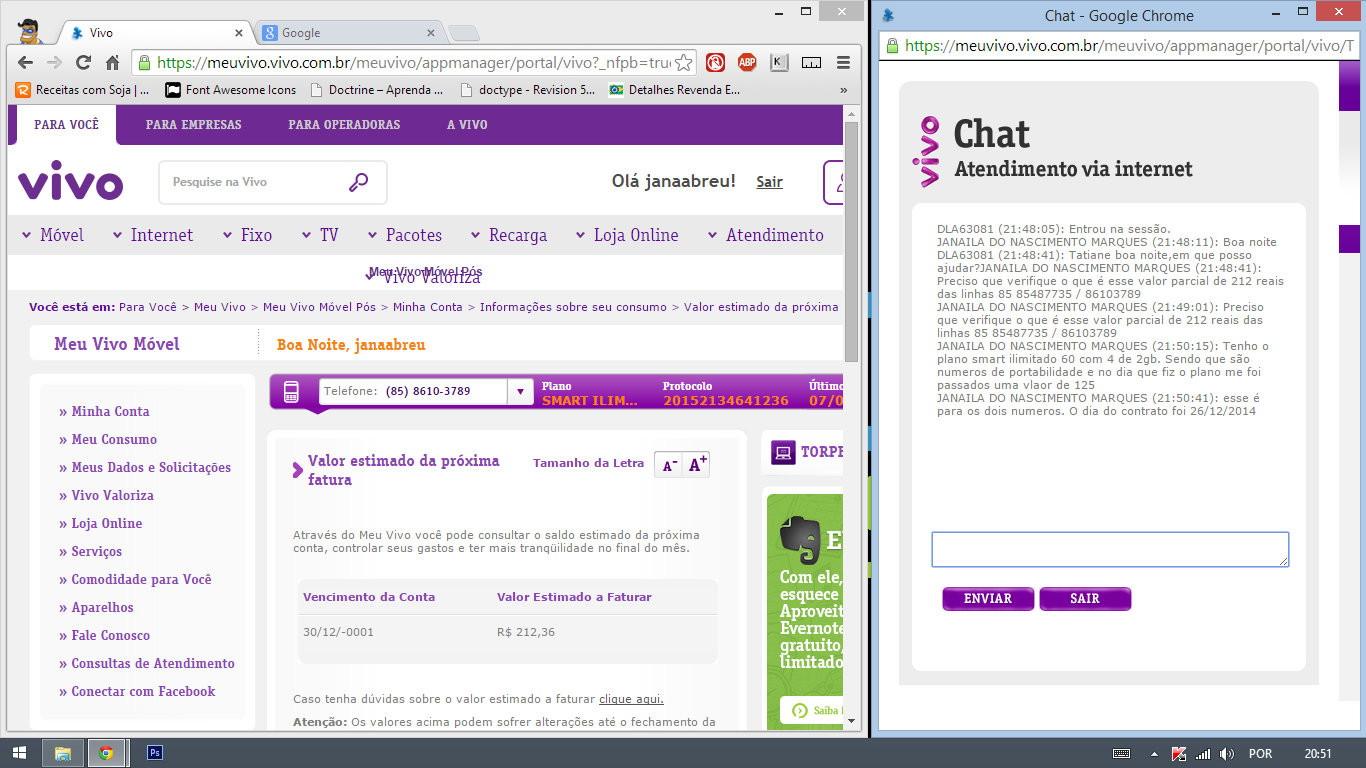 Vivo
Google
https://meuvivo.vivo.com.br/meuvivo/appmanager/portal/vivo?_nfpb=true
ABP
K
Receitas com Soja | ...
Font Awesome Icons
Doctrine – Aprenda ...
doctype - Revision 5...
Detalhes Revenda E...
»
PARA VOCÊ
PARA EMPRESAS
PARA OPERADORAS
A VIVO
vivo
Pesquise na Vivo
Olá janaabreu!
Sair
Móvel
Internet
Fixo
TV
Pacotes
Recarga
Loja Online
Atendimento
Meu Vivo Móvel Pós
Vivo Valoriza
Você está em: Para Você > Meu Vivo > Meu Vivo Móvel Pós > Minha Conta > Informações sobre seu consumo > Valor estimado da próxima
Meu Vivo Móvel
Boa Noite, janaabreu
» Minha Conta
» Meu Consumo
» Meus Dados e Solicitações
» Vivo Valoriza
» Loja Online
» Serviços
» Comodidade para Você
» Aparelhos
» Fale Conosco
» Consultas de Atendimento
» Conectar com Facebook
Telefone: (85) 8610-3789
Plano
SMART ILIM...
Protocolo
20152134641236
Último
07/0
Valor estimado da próxima
fatura
Tamanho da Letra
A-
A+
Através do Meu Vivo você pode consultar o saldo estimado da próxima
conta, controlar seus gastos e ter mais tranqüilidade no final do mês.
Vencimento da Conta
Valor Estimado a Faturar
30/12/-0001
R$ 212,36
Caso tenha dúvidas sobre o valor estimado a faturar clique aqui.
Atenção: Os valores acima podem sofrer alterações até o fechamento da
TORPE
E
Com ele,
esquece
Aproveit
Evernote
gratuito,
limitado
Saiba
Chat - Google Chrome
https://meuvivo.vivo.com.br/meuvivo/appmanager/portal/vivo/T
vivo
Chat
Atendimento via internet
DLA63081 (21:48:05): Entrou na sessão.
JANAILA DO NASCIMENTO MARQUES (21:48:11): Boa noite
DLA63081 (21:48:41): Tatiane boa noite,em que posso
ajudar?JANAILA DO NASCIMENTO MARQUES (21:48:41):
Preciso que verifique o que é esse valor parcial de 212 reais
das linhas 85 85487735 / 86103789
JANAILA DO NASCIMENTO MARQUES (21:49:01): Preciso
que verifique o que é esse valor parcial de 212 reais das
linhas 85 85487735 / 86103789
JANAILA DO NASCIMENTO MARQUES (21:50:15): Tenho o
plano smart ilimitado 60 com 4 de 2gb. Sendo que são
numeros de portabilidade e no dia que fiz o plano me foi
passados uma vlaor de 125
JANAILA DO NASCIMENTO MARQUES (21:50:41): esse é
para os dois numeros. O dia do contrato foi 26/12/2014
ENVIAR
SAIR
Ps
POR
20:51